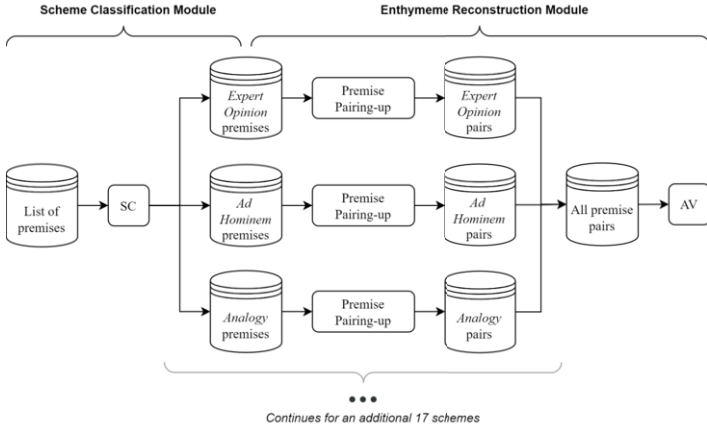 Scheme Classification Module
Enthymeme Reconstruction Module
Expert
Opinion
premises
Premise
Pairing-up
Expert
Opinion
pairs
List of
premises
SC
Ad
Hominem
premises
Premise
Pairing-up
Ad
Hominem
pairs
All premise
pairs
AV
Analogy
premises
Premise
Pairing-up
Analogy
pairs
Continues for an additional 17 schemes